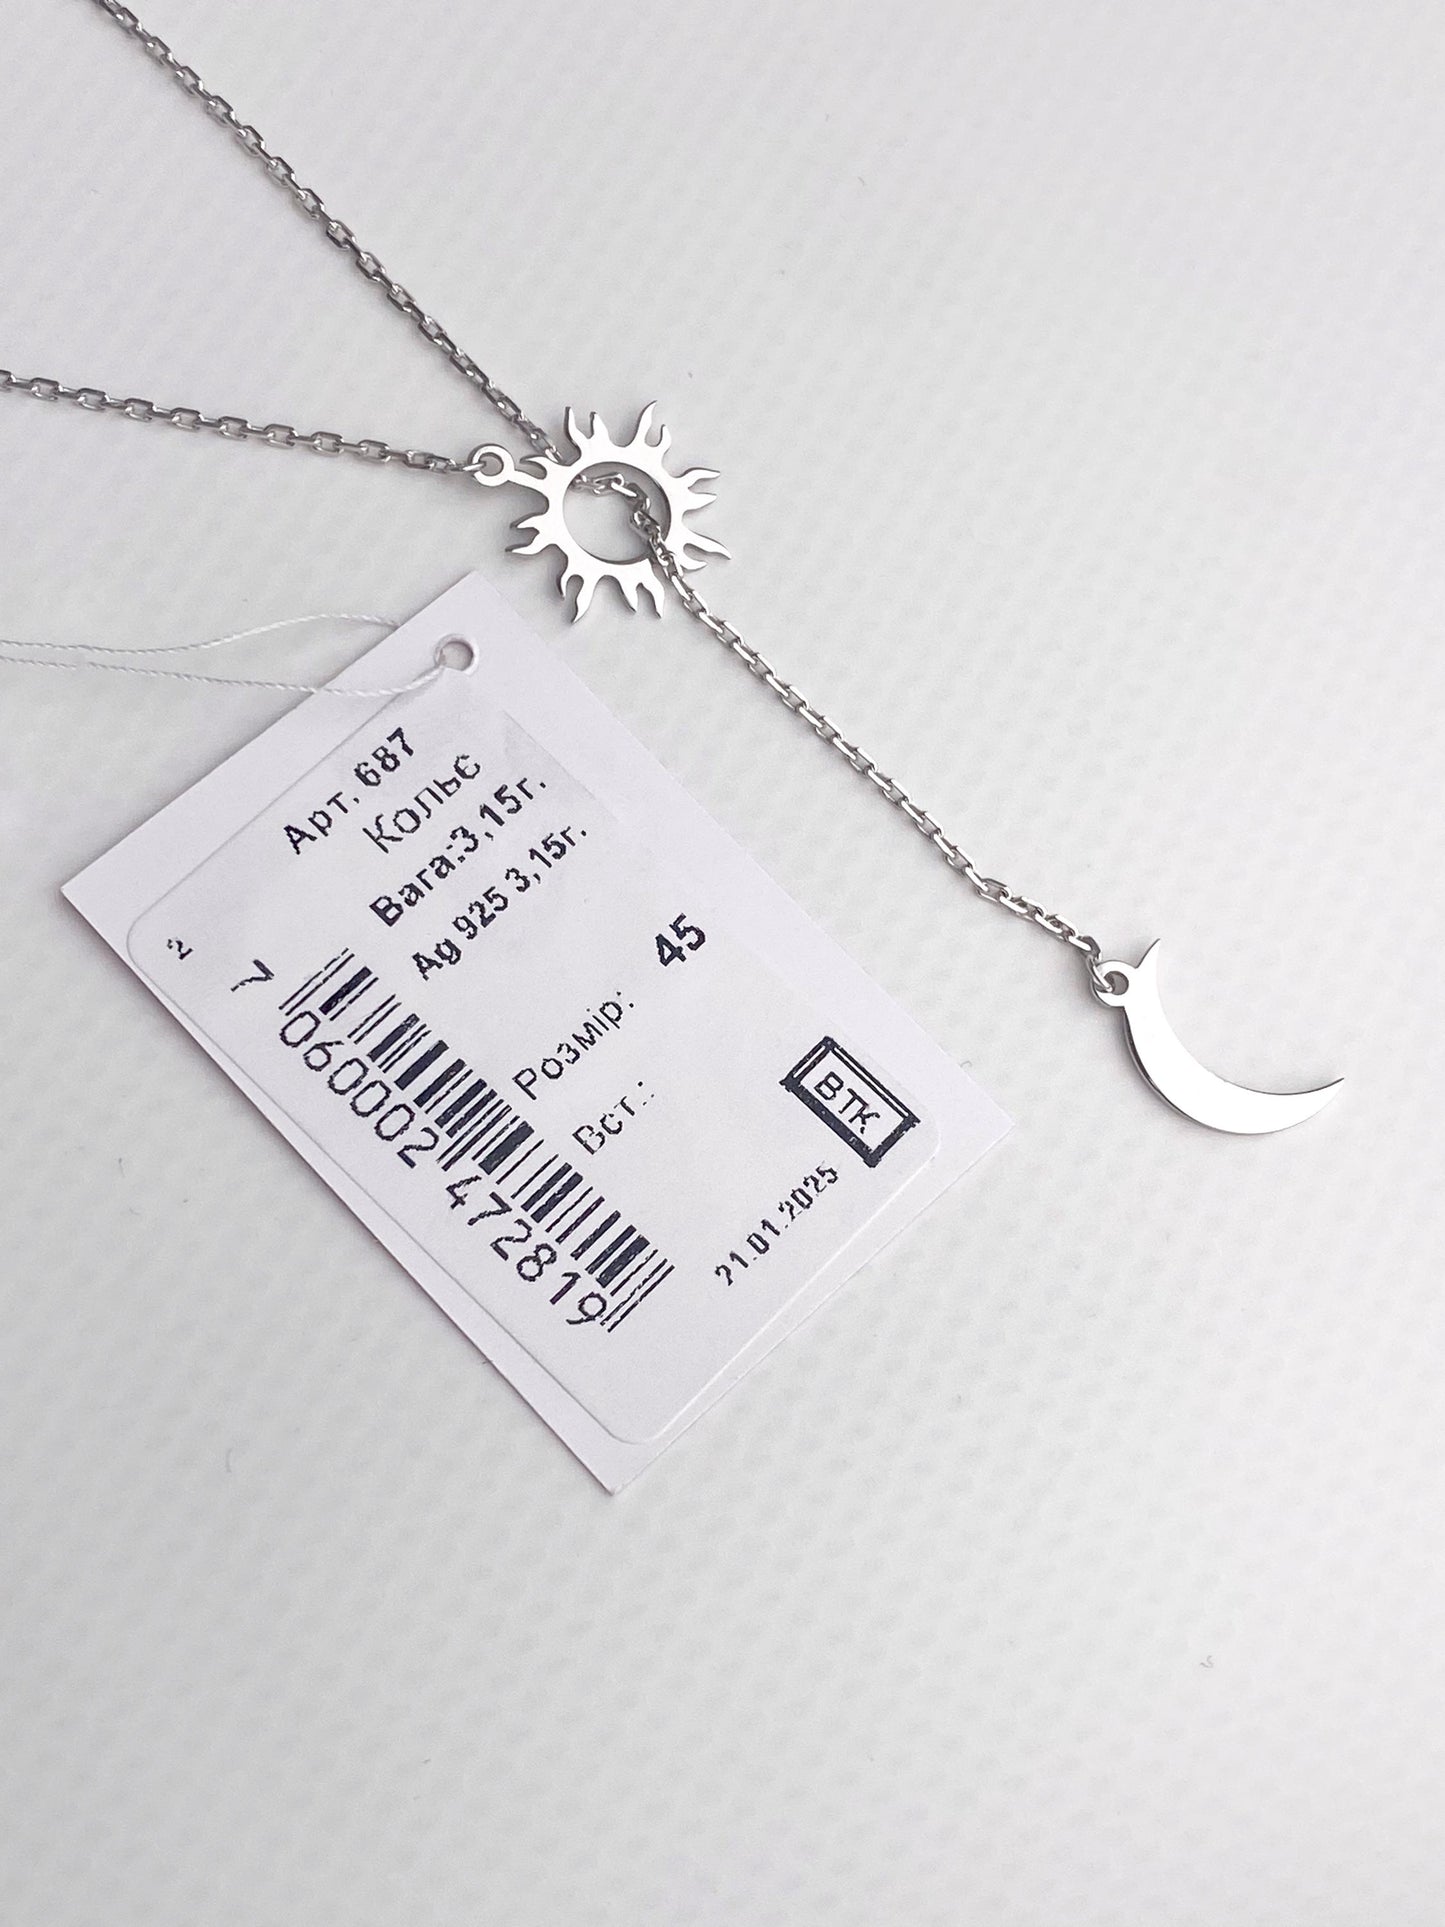 Арт. 687
Кольє
Вага:3,15г.
Ag 925 3,15г.
Розмір: 45
Вст.:
2
7 060002 472819
ВТК
21.01.2025